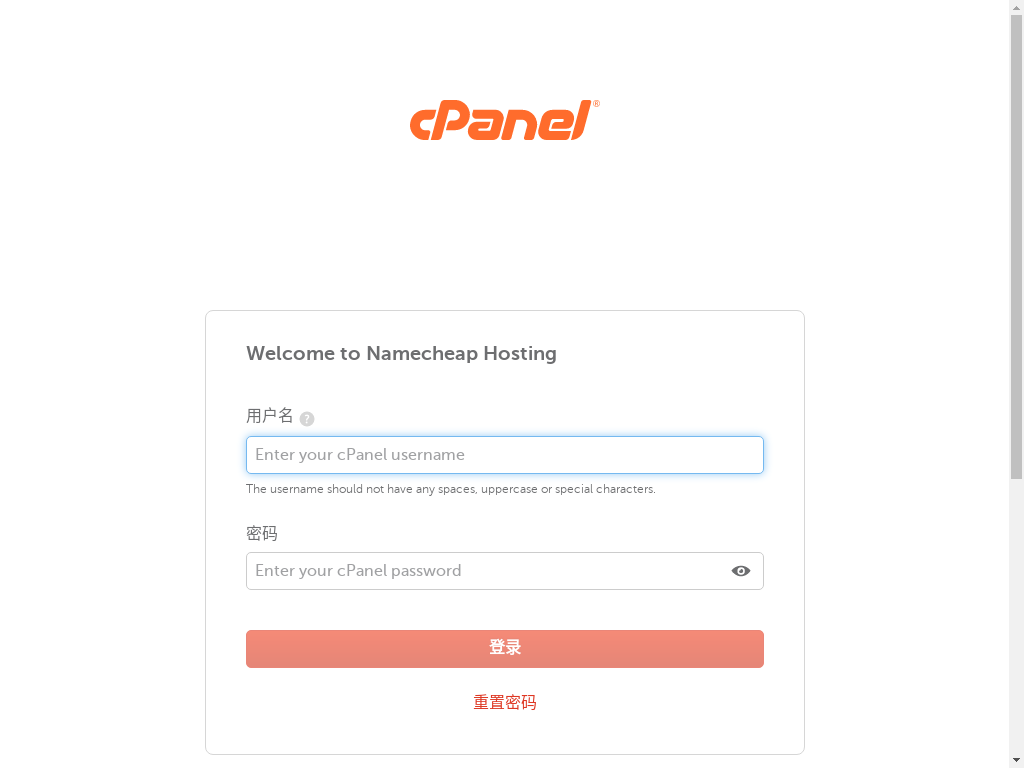 cPanel®
Welcome to Namecheap Hosting
用户名 ?
Enter your cPanel username
The username should not have any spaces, uppercase or special characters.
密码
Enter your cPanel password
登录
重置密码